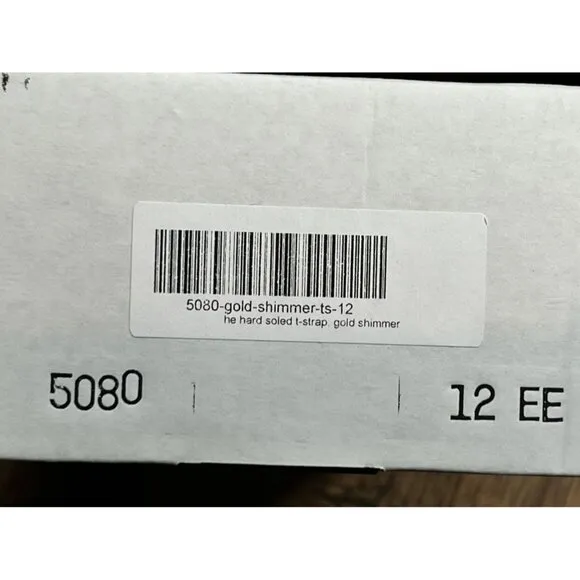 5080-gold-shimmer-ts-12
he hard soled t-strap. gold shimmer
5080 12 EE